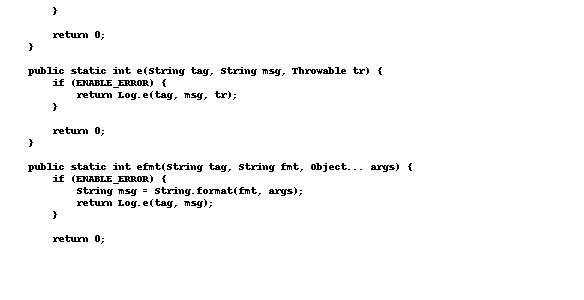 }

    return 0;
}

public static int e(String tag, String msg, Throwable tr) {
    if (ENABLE_ERROR) {
        return Log.e(tag, msg, tr);
    }

    return 0;
}

public static int efmt(String tag, String fmt, Object... args) {
    if (ENABLE_ERROR) {
        String msg = String.format(fmt, args);
        return Log.e(tag, msg);
    }

    return 0;